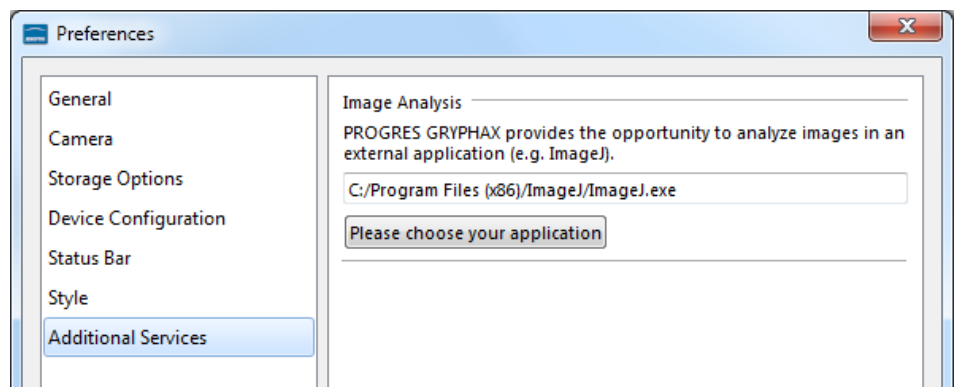 Preferences
General
Camera
Storage Options
Device Configuration
Status Bar
Style
Additional Services
Image Analysis
PROGRES GRYPHAX provides the opportunity to analyze images in an
external application (e.g. ImageJ).
C:/Program Files (x86)/ImageJ/ImageJ.exe
Please choose your application